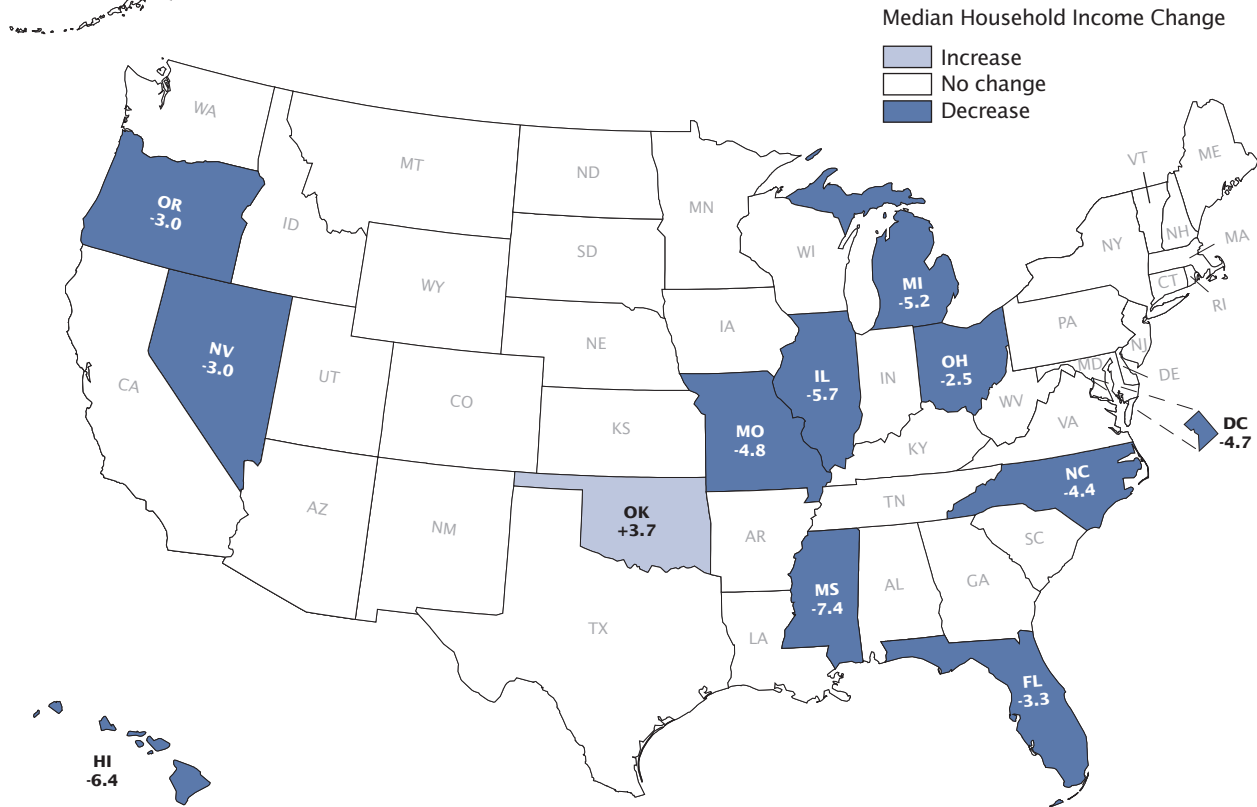 Median Household Income Change
Increase
No change
Decrease
WA
MT
ND
MN
VT
ME
OR
-3.0
ID
SD
WI
NY
NH
MA
WY
MI
-5.2
CT
RI
IA
PA
NV
-3.0
NE
NJ
CA
UT
CO
IL
-5.7
IN
OH
-2.5
MD
DE
WV
KS
MO
-4.8
KY
VA
DC
-4.7
NC
-4.4
AZ
NM
OK
+3.7
AR
TN
SC
MS
-7.4
AL
GA
TX
LA
FL
-3.3
HI
-6.4